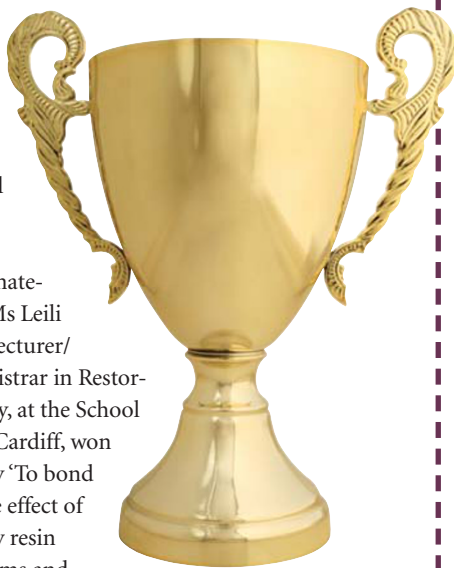 l
nate-
Ms Leili
ecturer/
istrar in Restor-
y, at the School
Cardiff, won
y ‘To bond
e effect of
y resin